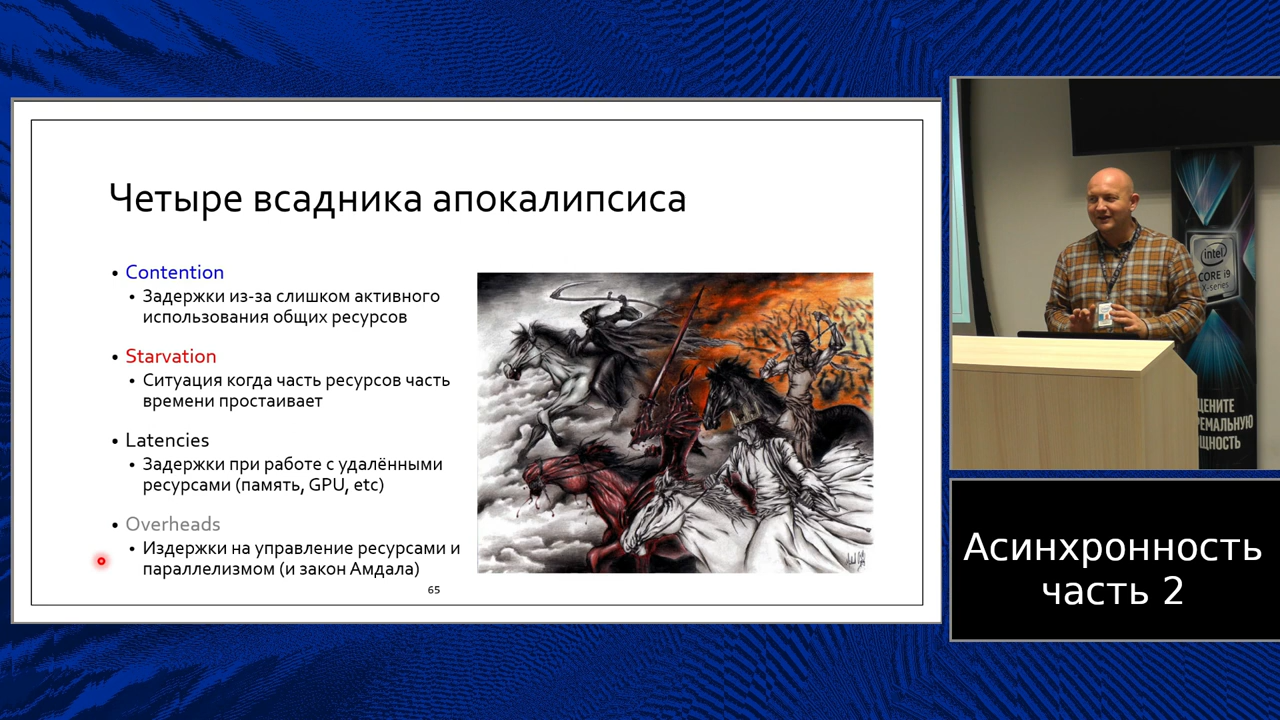 Четыре всадника апокалипсиса
• Contention
• Задержки из-за слишком активного
использования общих ресурсов
• Starvation
• Ситуация когда часть ресурсов часть
времени простаивает
• Latencies
• Задержки при работе с удалёнными
ресурсами (память, GPU, etc)
• Overheads
• Издержки на управление ресурсами и
параллелизмом (и закон Амдала)
65
intel
CORE i9
X-series
ЦЕНИТЕ
РЕМАЛЬНУЮ
ЩНОСТЬ
Асинхронность
часть 2